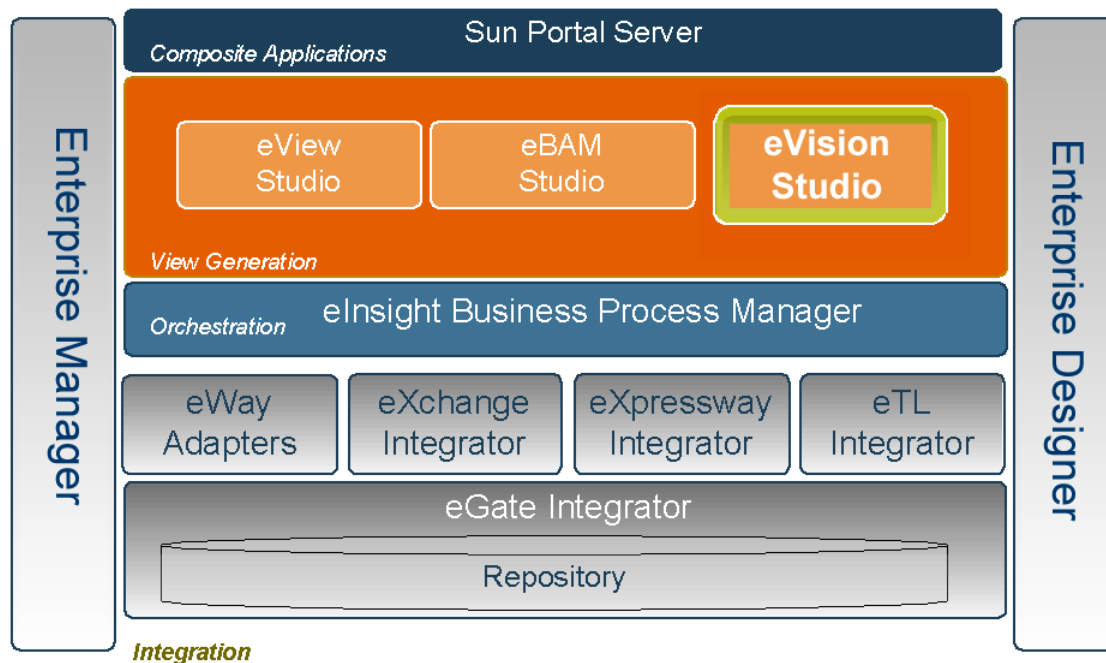 Sun Portal Server
Composite Applications
Enterprise Manager
Enterprise Designer
eView
Studio
eBAM
Studio
eVision
Studio
View Generation
eInsight Business Process Manager
Orchestration
eWay
Adapters
eXchange
Integrator
eXpressway
Integrator
eTL
Integrator
eGate Integrator
Repository
Integration